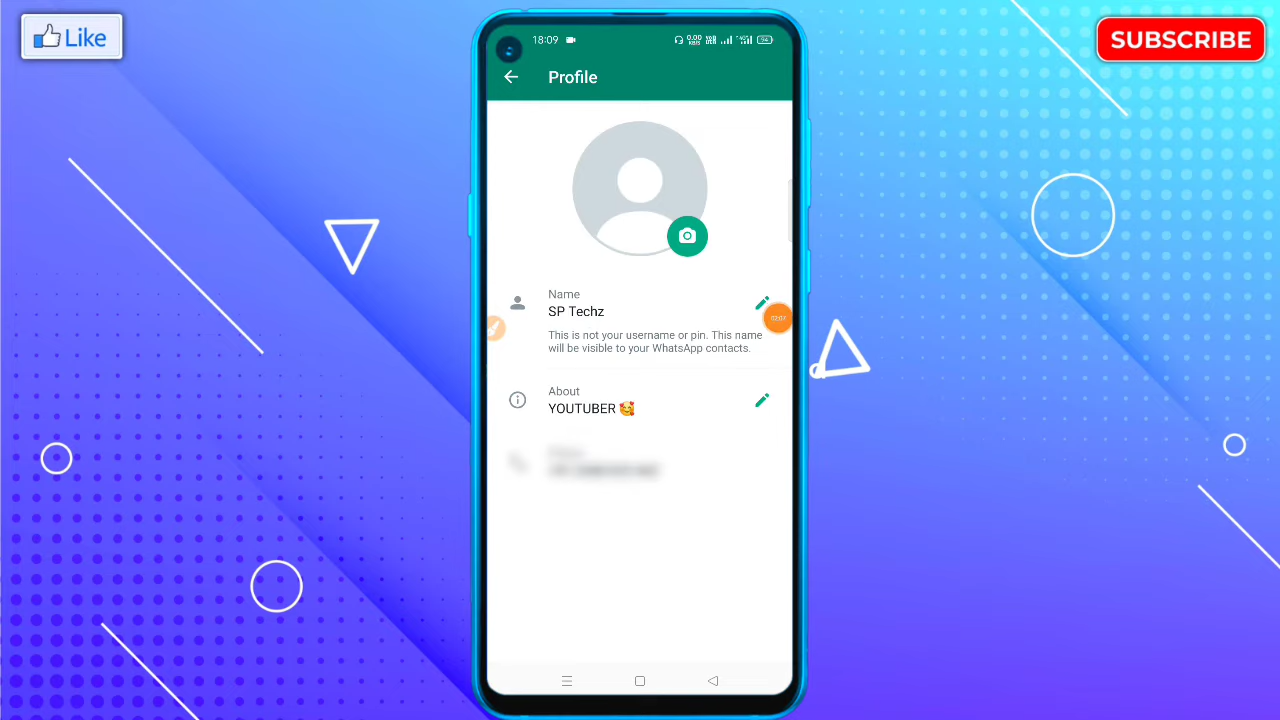 Like
SUBSCRIBE
18:09
94
Profile
Name
SP Techz
This is not your username or pin. This name
will be visible to your WhatsApp contacts.
About
YOUTUBER 🥰